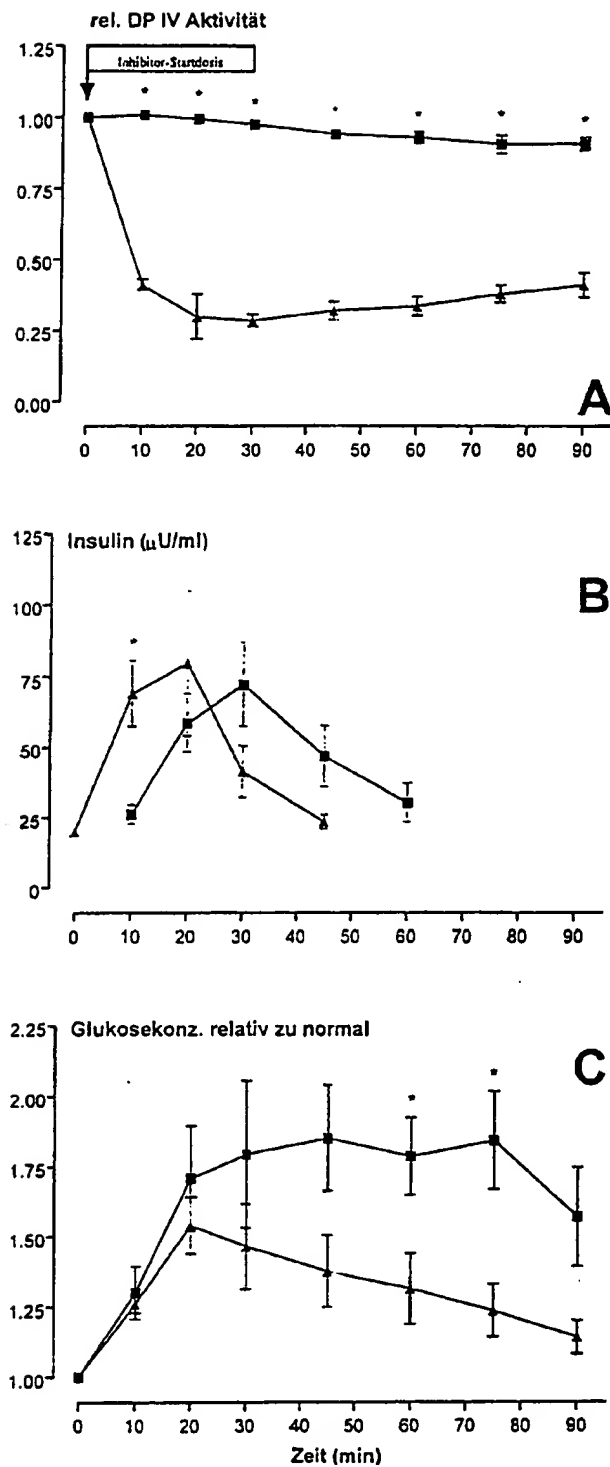 rel. DP IV Aktivität
1.25
Inhibitor-Startdosis
* * * * * * *
1.00
0.75
0.50
0.25
0.00
A
0 10 20 30 40 50 60 70 80 90
125
Insulin (µU/ml)
B
100
*
75
50
25
0
0 10 20 30 40 50 60 70 80 90
2.25
Glukosekonz. relativ zu normal
C
* *
2.00
1.75
1.50
1.25
1.00
0 10 20 30 40 50 60 70 80 90
Zeit (min)